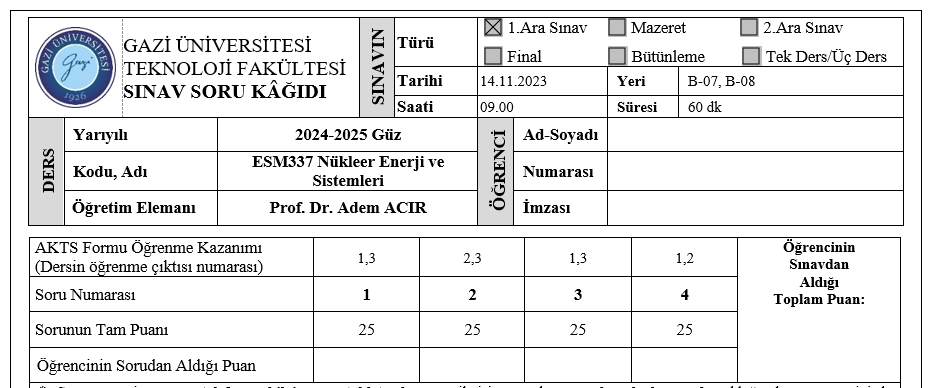 GAZİ ÜNİVERSİTESİ
Gazi
1926
GAZİ ÜNİVERSİTESİ
TEKNOLOJİ FAKÜLTESİ
SINAV SORU KÂĞIDI
SINAVIN
Türü
1.Ara Sınav Mazeret 2.Ara Sınav
Final Bütünleme Tek Ders/Üç Ders
Tarihi 14.11.2023 Yeri B-07, B-08
Saati 09.00 Süresi 60 dk
DERS
Yarıyılı 2024-2025 Güz
Kodu, Adı ESM337 Nükleer Enerji ve
Sistemleri
Öğretim Elemanı Prof. Dr. Adem ACIR
ÖĞRENCİ
Ad-Soyadı
Numarası
İmzası
AKTS Formu Öğrenme Kazanımı
(Dersin öğrenme çıktısı numarası)
1,3 2,3 1,3 1,2
Soru Numarası 1 2 3 4
Sorunun Tam Puanı 25 25 25 25
Öğrencinin Sorudan Aldığı Puan
Öğrencinin
Sınavdan
Aldığı
Toplam Puan: